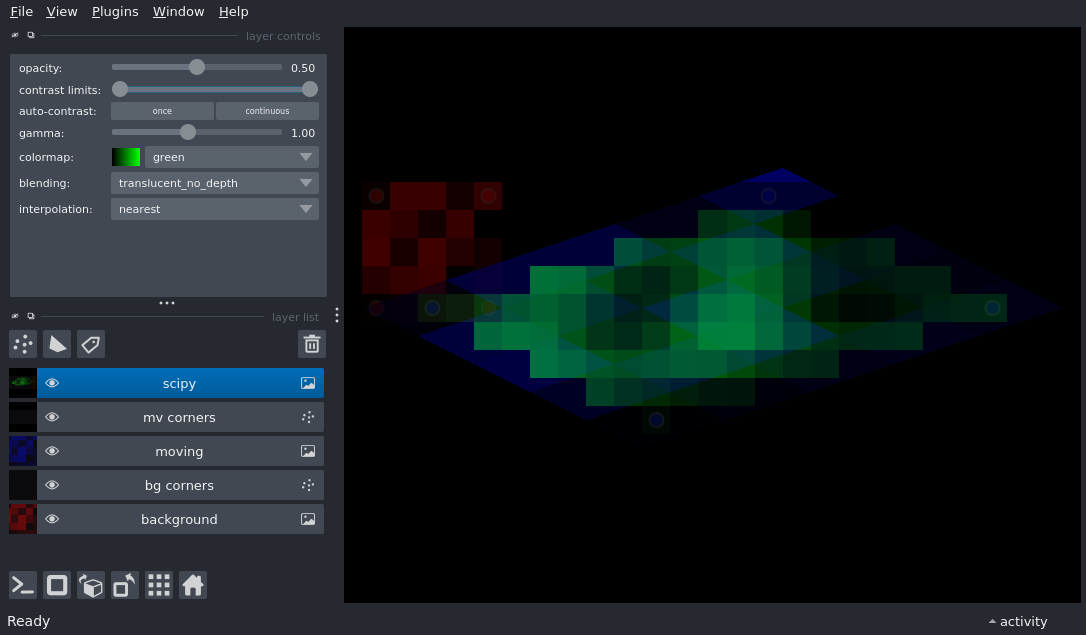 File View Plugins Window Help
layer controls
opacity: 0.50
contrast limits:
auto-contrast: once continuous
gamma: 1.00
colormap: green
blending: translucent_no_depth
interpolation: nearest
layer list
scipy
mv corners
moving
bg corners
background
Ready
activity